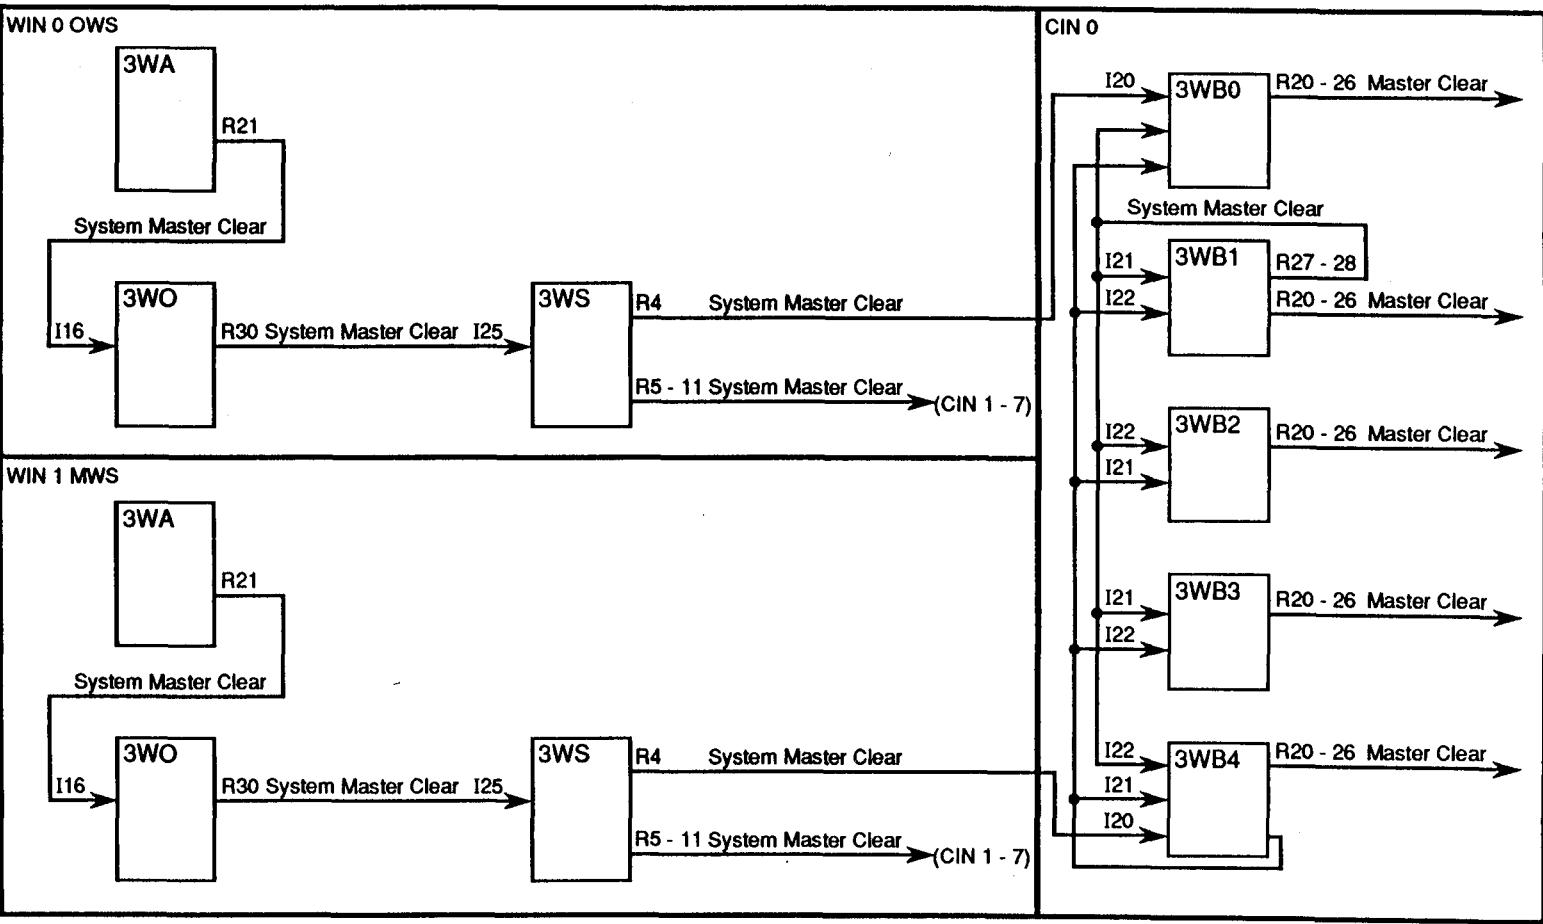 WIN 0 OWS
3WA
R21
System Master Clear
3WO
I16
R30 System Master Clear I25
3WS
R4 System Master Clear
R5 - 11 System Master Clear
(CIN 1 - 7)
WIN 1 MWS
3WA
R21
System Master Clear
3WO
I16
R30 System Master Clear I25
3WS
R4 System Master Clear
R5 - 11 System Master Clear
(CIN 1 - 7)
CIN 0
I20
3WB0
R20 - 26 Master Clear
System Master Clear
I21
I22
3WB1
R27 - 28
R20 - 26 Master Clear
I22
I21
3WB2
R20 - 26 Master Clear
I21
I22
3WB3
R20 - 26 Master Clear
I22
I21
I20
3WB4
R20 - 26 Master Clear